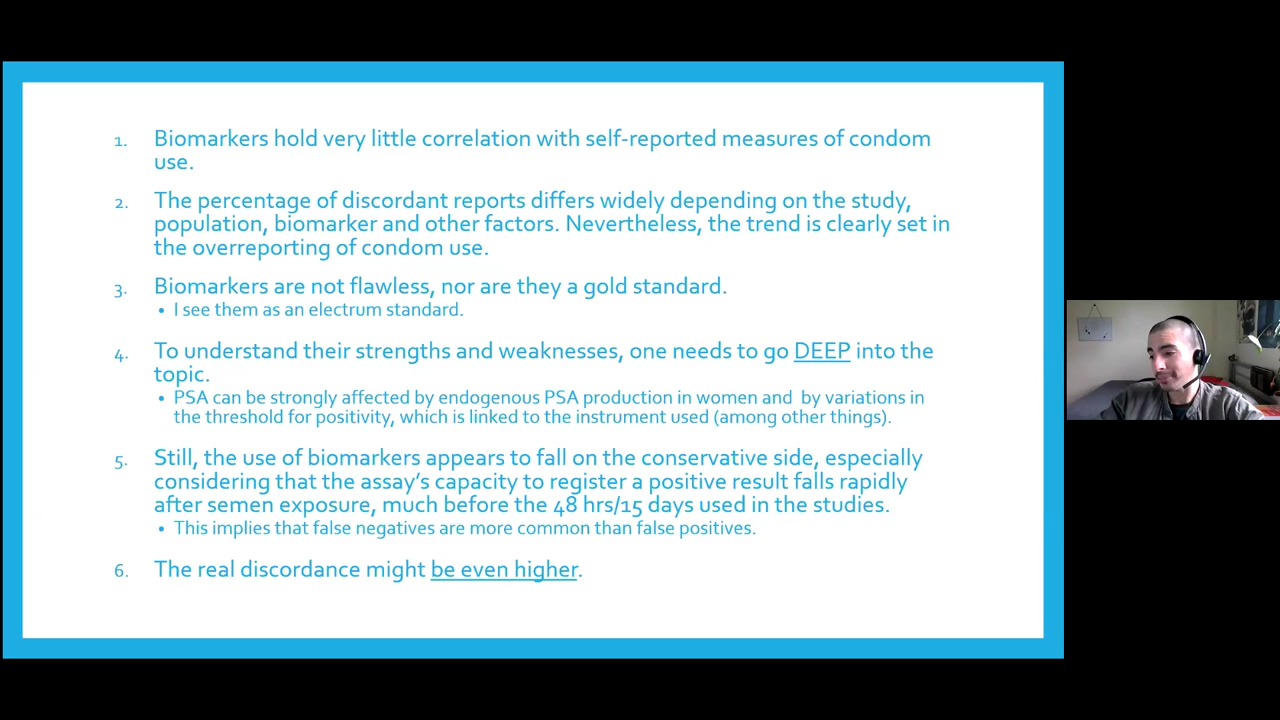 1. Biomarkers hold very little correlation with self-reported measures of condom
use.
2. The percentage of discordant reports differs widely depending on the study,
population, biomarker and other factors. Nevertheless, the trend is clearly set in
the overreporting of condom use.
3. Biomarkers are not flawless, nor are they a gold standard.
• I see them as an electrum standard.
4. To understand their strengths and weaknesses, one needs to go DEEP into the
topic.
• PSA can be strongly affected by endogenous PSA production in women and by variations in
the threshold for positivity, which is linked to the instrument used (among other things).
5. Still, the use of biomarkers appears to fall on the conservative side, especially
considering that the assay's capacity to register a positive result falls rapidly
after semen exposure, much before the 48 hrs/15 days used in the studies.
• This implies that false negatives are more common than false positives.
6. The real discordance might be even higher.